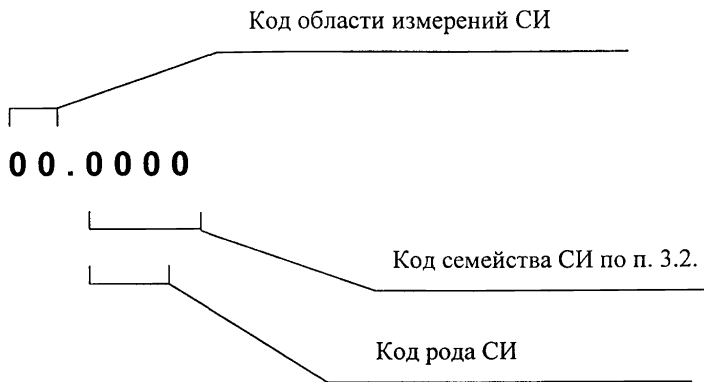 Код области измерений СИ
00.0000
Код семейства СИ по п. 3.2.
Код рода СИ